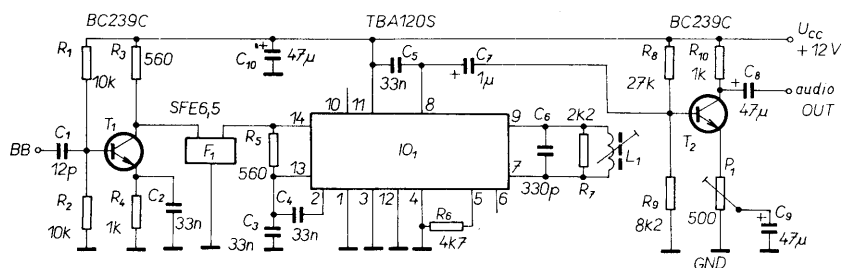 BC239C
TBA120S
BC239C
R1
10k
R3
560
C10
+
47µ
C5
33n
C7
+
1µ
R8
27k
R10
1k
UCC
+12V
C8
+
47µ
audio
OUT
SFE6,5
T1
C1
BB
12p
F1
14
10
11
8
9
R5
560
13
IO1
7
C6
330p
2k2
R7
L1
T2
R2
10k
R4
1k
C2
33n
C4
33n
C3
33n
2
1
3
12
4
5
6
R6
4k7
R9
8k2
P1
500
C9
+
47µ
GND